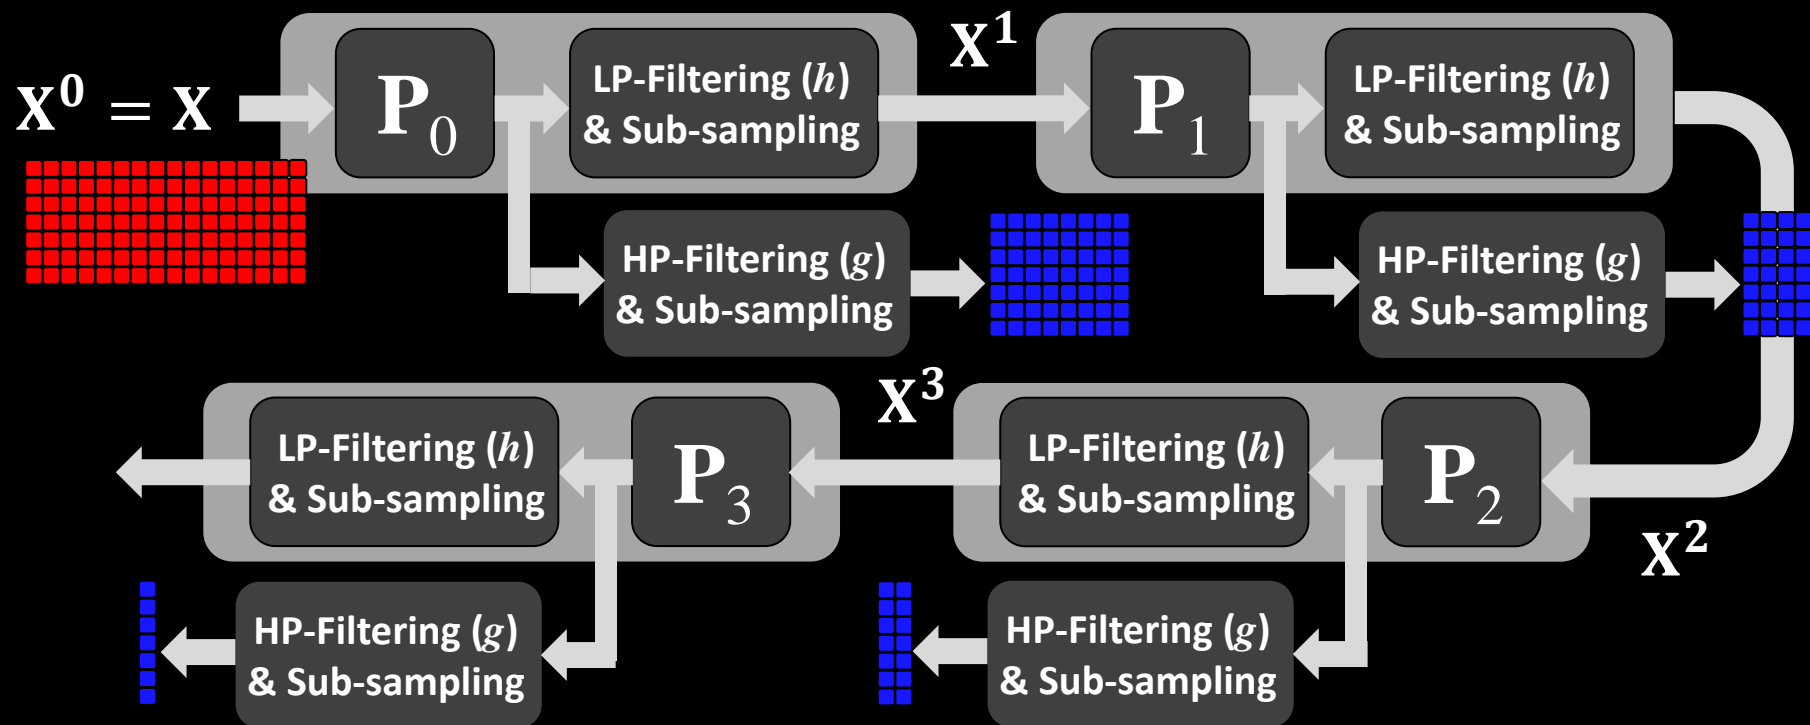 X⁰ = X
P₀
LP-Filtering (h)
& Sub-sampling
X¹
P₁
LP-Filtering (h)
& Sub-sampling
HP-Filtering (g)
& Sub-sampling
HP-Filtering (g)
& Sub-sampling
LP-Filtering (h)
& Sub-sampling
P₃
X³
LP-Filtering (h)
& Sub-sampling
P₂
X²
HP-Filtering (g)
& Sub-sampling
HP-Filtering (g)
& Sub-sampling